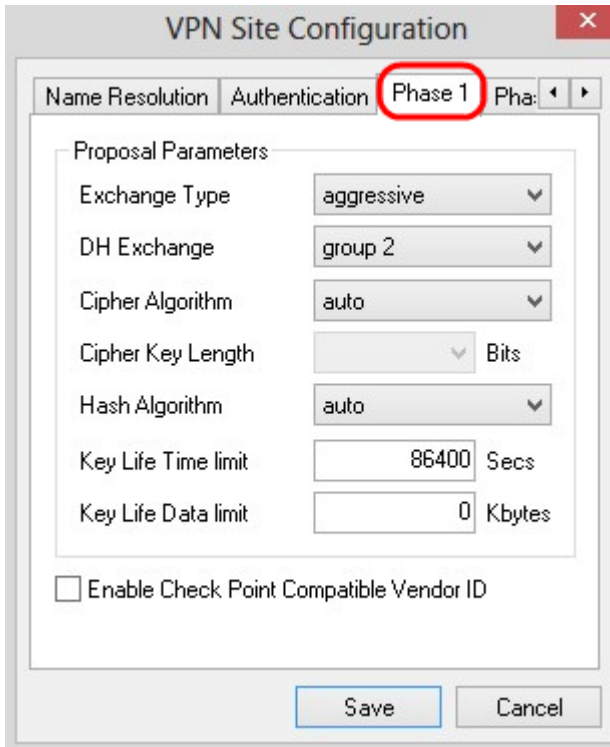 VPN Site Configuration
Name Resolution Authentication Phase 1 Pha:
Proposal Parameters
Exchange Type aggressive
DH Exchange group 2
Cipher Algorithm auto
Cipher Key Length Bits
Hash Algorithm auto
Key Life Time limit 86400 Secs
Key Life Data limit 0 Kbytes
Enable Check Point Compatible Vendor ID
Save Cancel